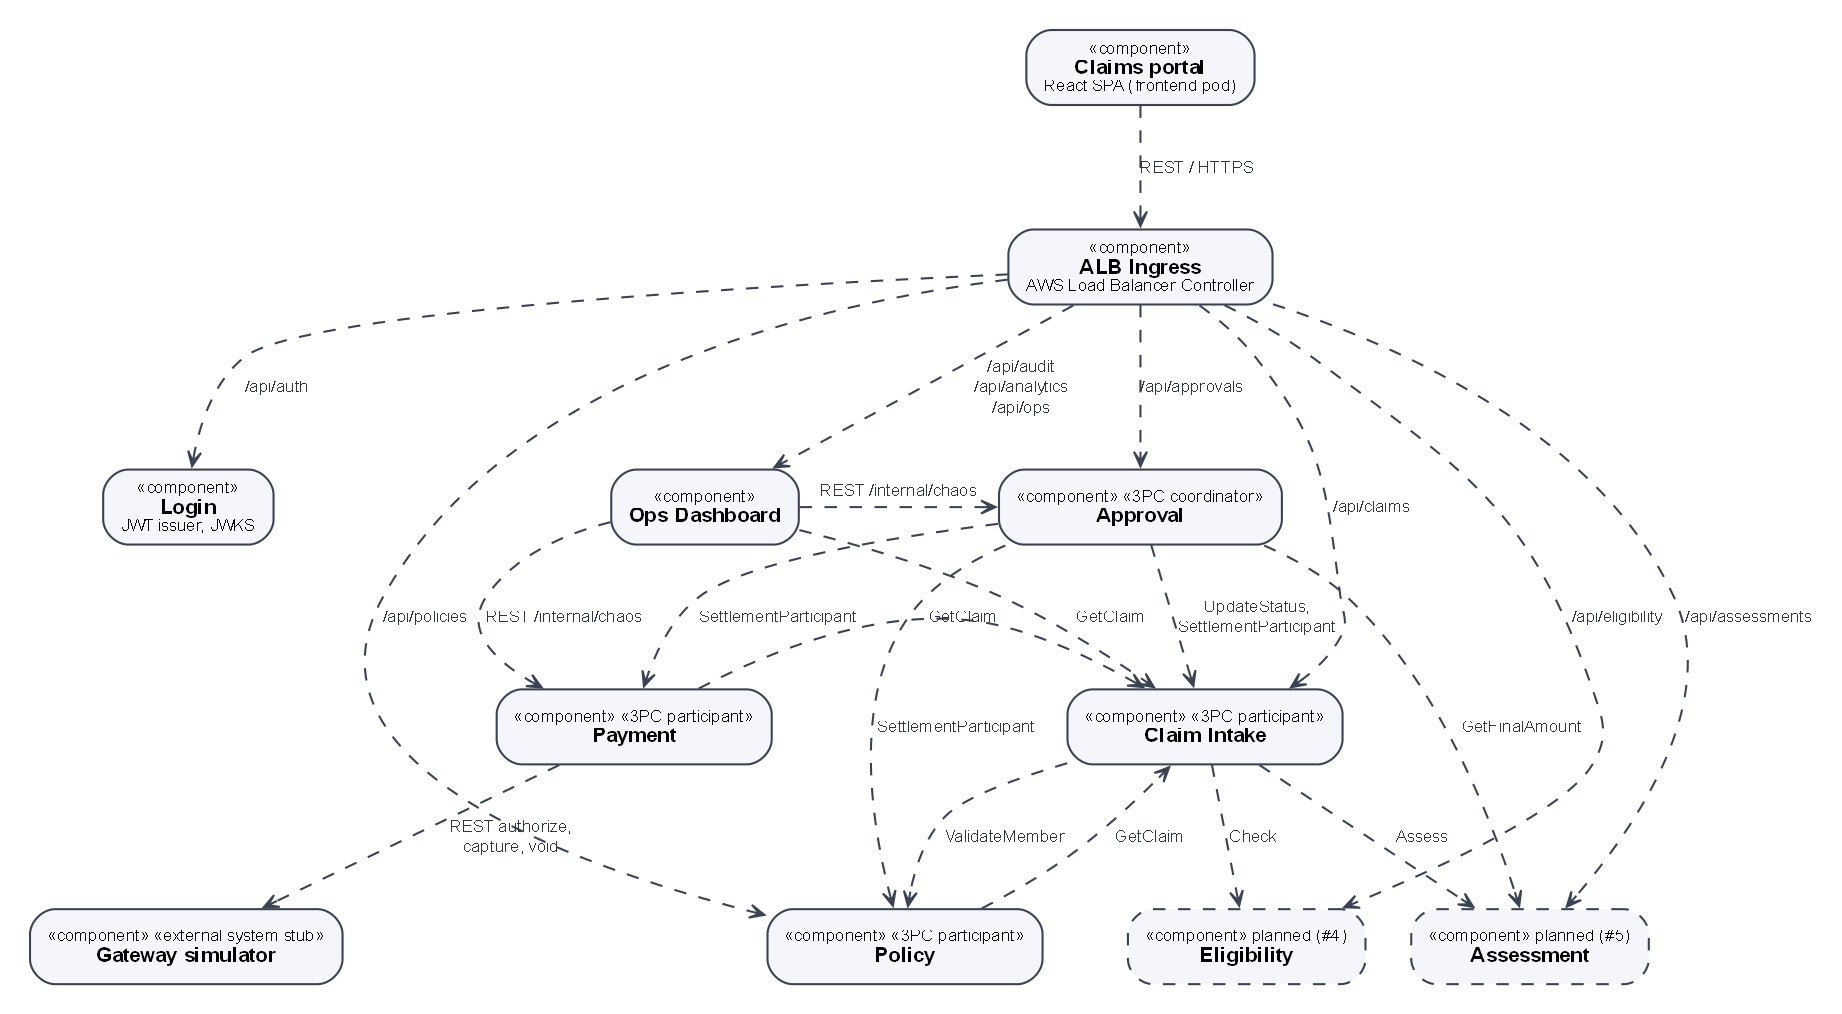 «component»
Claims portal
React SPA (frontend pod)
REST / HTTPS
«component»
ALB Ingress
AWS Load Balancer Controller
/api/auth
/api/audit
/api/analytics
/api/ops
/api/approvals
«component»
Login
JWT issuer, JWKS
«component»
Ops Dashboard
REST /internal/chaos
«component» «3PC coordinator»
Approval
/api/claims
/api/policies
REST /internal/chaos
SettlementParticipant
GetClaim
GetClaim
UpdateStatus,
SettlementParticipant
/api/eligibility
/api/assessments
«component» «3PC participant»
Payment
SettlementParticipant
«component» «3PC participant»
Claim Intake
GetFinalAmount
REST authorize,
capture, void
ValidateMember
GetClaim
Check
Assess
«component» «external system stub»
Gateway simulator
«component» «3PC participant»
Policy
«component» planned (#4)
Eligibility
«component» planned (#5)
Assessment